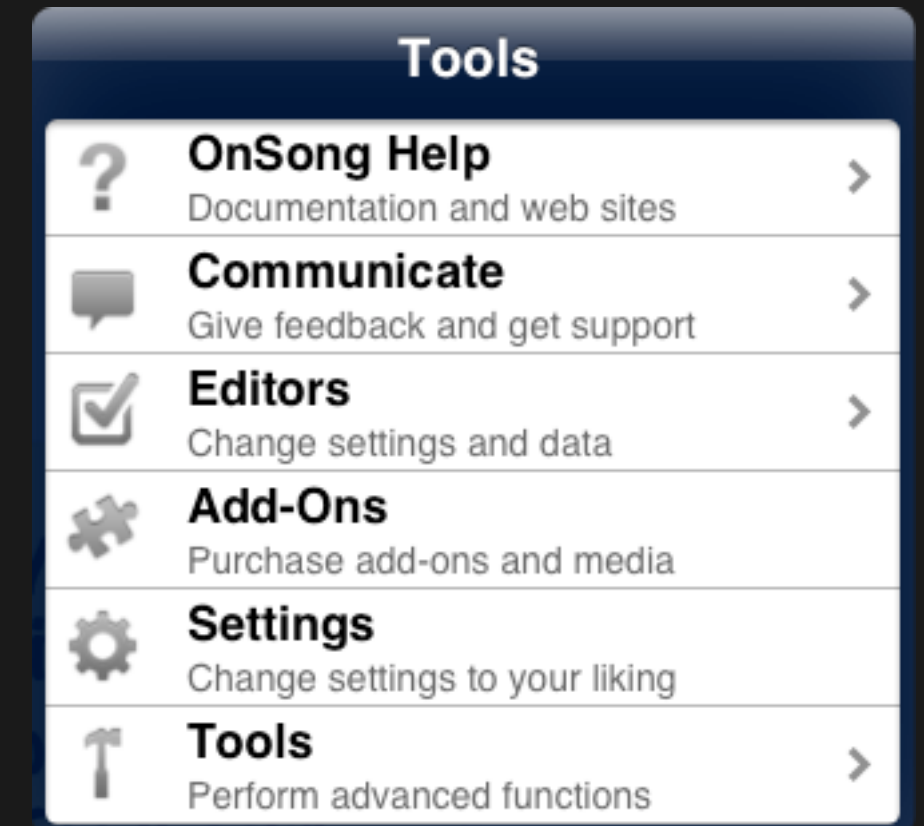 Tools
OnSong Help
Documentation and web sites
Communicate
Give feedback and get support
Editors
Change settings and data
Add-Ons
Purchase add-ons and media
Settings
Change settings to your liking
Tools
Perform advanced functions